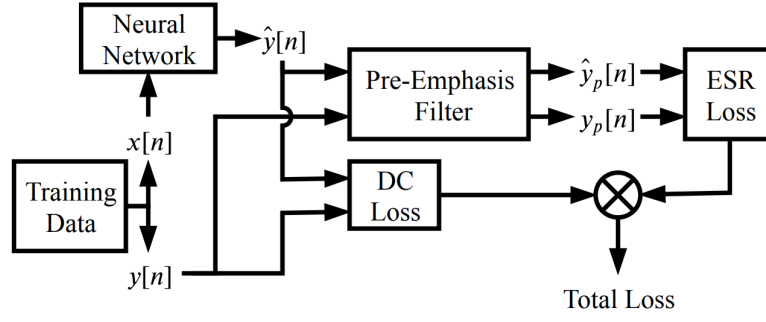 Neural
Network
ŷ[n]
Pre-Emphasis
Filter
ŷₚ[n]
yₚ[n]
ESR
Loss
x[n]
Training
Data
DC
Loss
y[n]
Total Loss